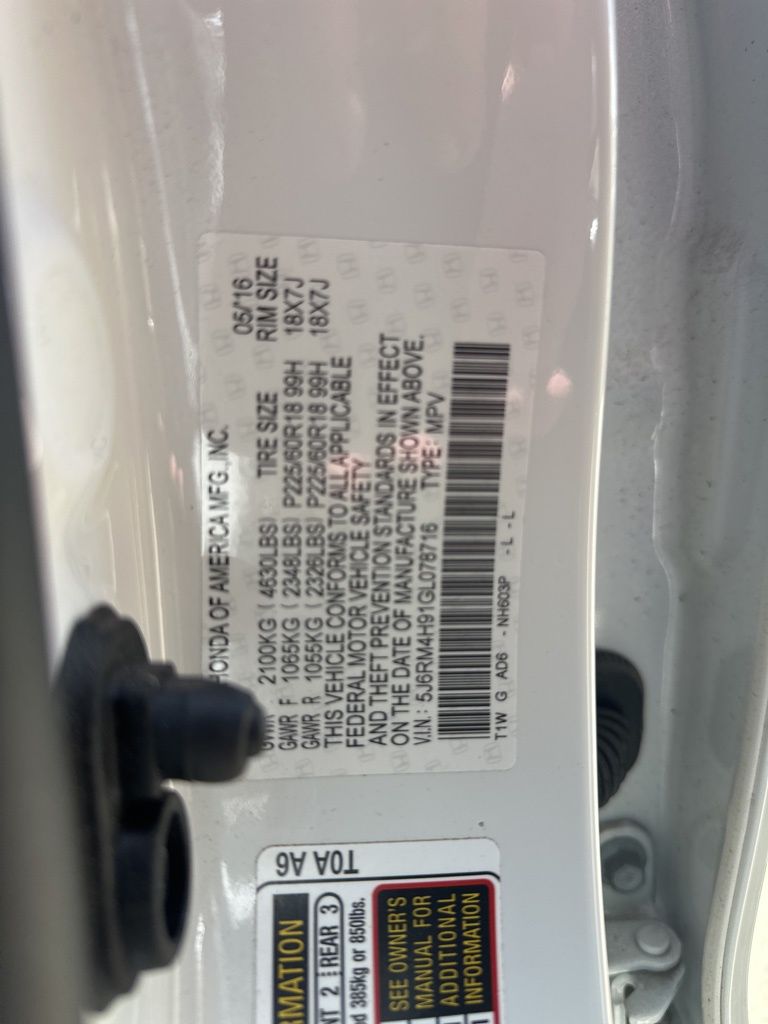 HONDA OF AMERICA MFG.,INC. 05/'16
GVWR 2100KG ( 4630LBS) TIRE SIZE RIM SIZE
GAWR F 1065KG ( 2348LBS) P225/60R18 99H 18X7J
GAWR R 1055KG ( 2326LBS) P225/60R18 99H 18X7J
THIS VEHICLE CONFORMS TO ALL APPLICABLE
FEDERAL MOTOR VEHICLE SAFETY
AND THEFT PREVENTION STANDARDS IN EFFECT
ON THE DATE OF MANUFACTURE SHOWN ABOVE.
V.I.N.: 5J6RM4H91GL078716 TYPE: MPV
T1W G AD6 - NH603P - L - L
T0A A6
RMATION
NT 2 REAR 3
385kg or 850lbs.
SEE OWNER'S
MANUAL FOR
ADDITIONAL
INFORMATION